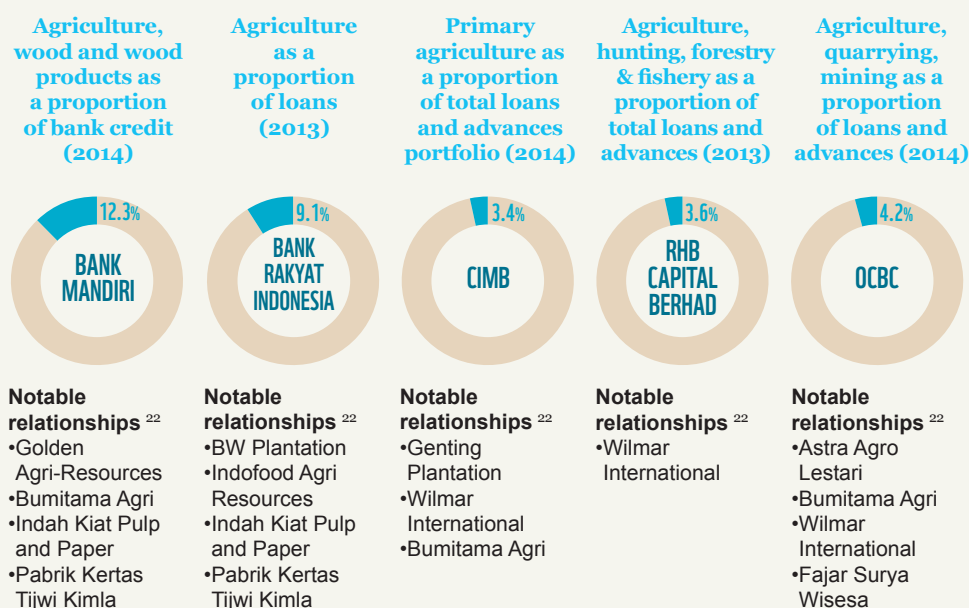 Agriculture,
wood and wood
products as
a proportion
of bank credit
(2014)
12.3%
BANK
MANDIRI
Notable
relationships 22
•Golden
Agri-Resources
•Bumitama Agri
•Indah Kiat Pulp
and Paper
•Pabrik Kertas
Tijwi Kimla
Agriculture
as a
proportion
of loans
(2013)
9.1%
BANK
RAKYAT
INDONESIA
Notable
relationships 22
•BW Plantation
•Indofood Agri
Resources
•Indah Kiat Pulp
and Paper
•Pabrik Kertas
Tijwi Kimla
Primary
agriculture as
a proportion
of total loans
and advances
portfolio (2014)
3.4%
CIMB
Notable
relationships 22
•Genting
Plantation
•Wilmar
International
•Bumitama Agri
Agriculture,
hunting, forestry
& fishery as a
proportion of
total loans and
advances (2013)
3.6%
RHB
CAPITAL
BERHAD
Notable
relationships 22
•Wilmar
International
Agriculture,
quarrying,
mining as a
proportion
of loans and
advances (2014)
4.2%
OCBC
Notable
relationships 22
•Astra Agro
Lestari
•Bumitama Agri
•Wilmar
International
•Fajar Surya
Wisesa